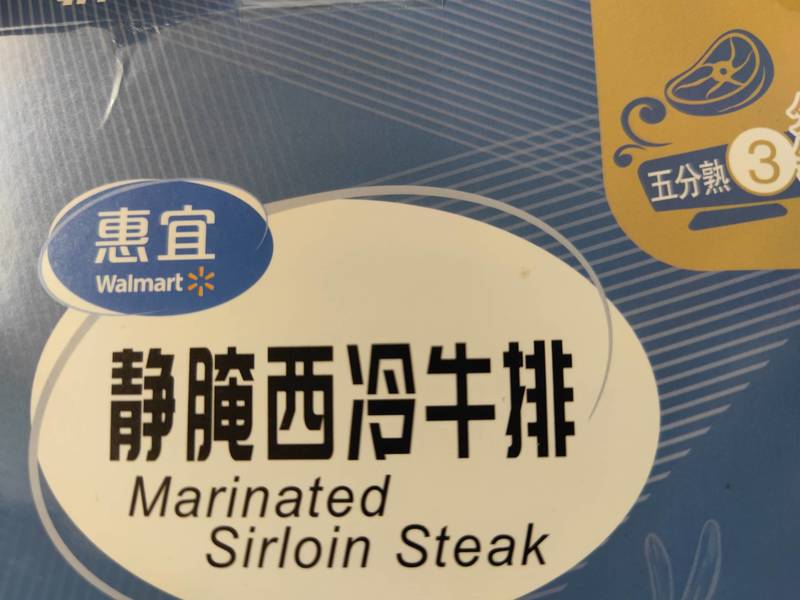 五分熟 3
惠宜
Walmart
静腌西冷牛排
Marinated
Sirloin Steak